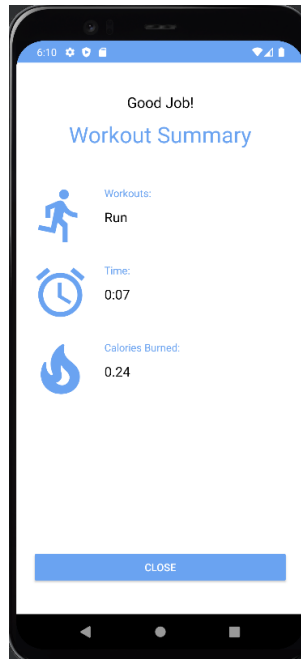 6:10
Good Job!
Workout Summary
Workouts:
Run
Time:
0:07
Calories Burned:
0.24
CLOSE